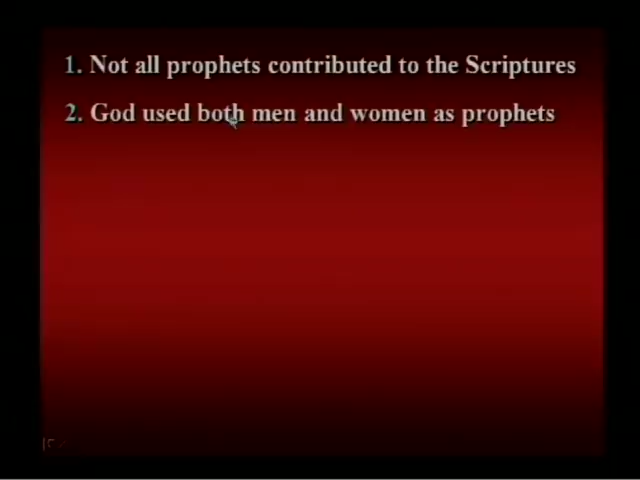 1. Not all prophets contributed to the Scriptures
2. God used both men and women as prophets